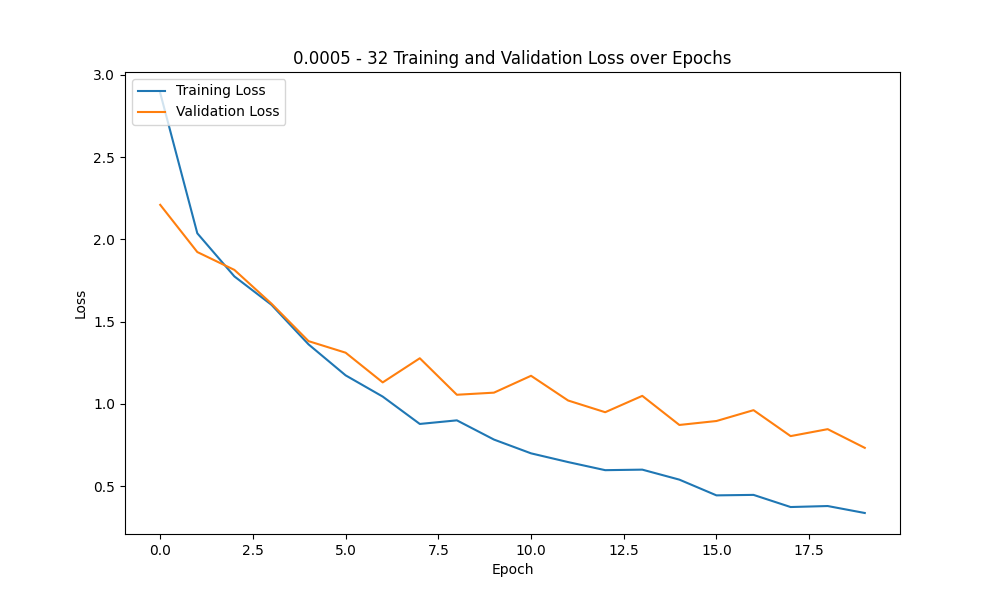 0.0005 - 32 Training and Validation Loss over Epochs
Training Loss
Validation Loss
3.0
2.5
2.0
1.5
1.0
0.5
Loss
0.0 2.5 5.0 7.5 10.0 12.5 15.0 17.5
Epoch